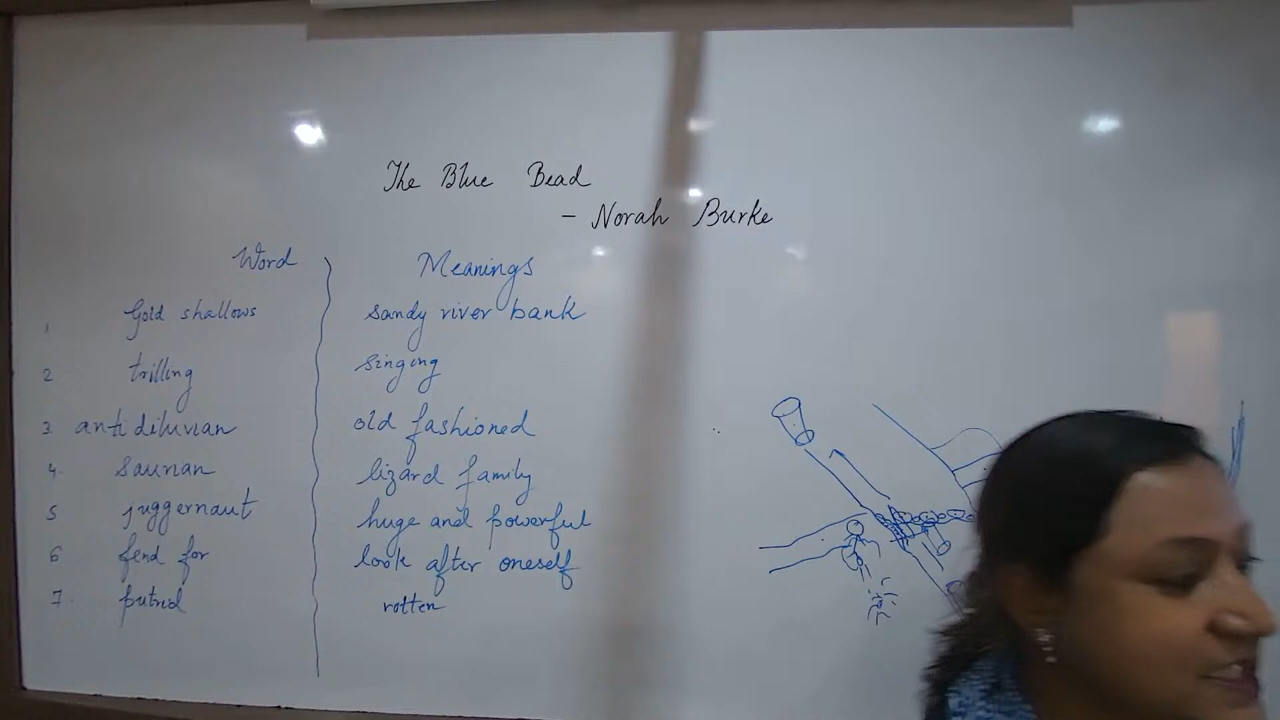 The Blue Bead
- Norah Burke
Word Meanings
1 Gold shallows sandy river bank
2 trilling singing
3. antidiluvian old fashioned
4. saurian lizard family
5 juggernaut huge and powerful
6 fend for look after oneself
7. putrid rotten